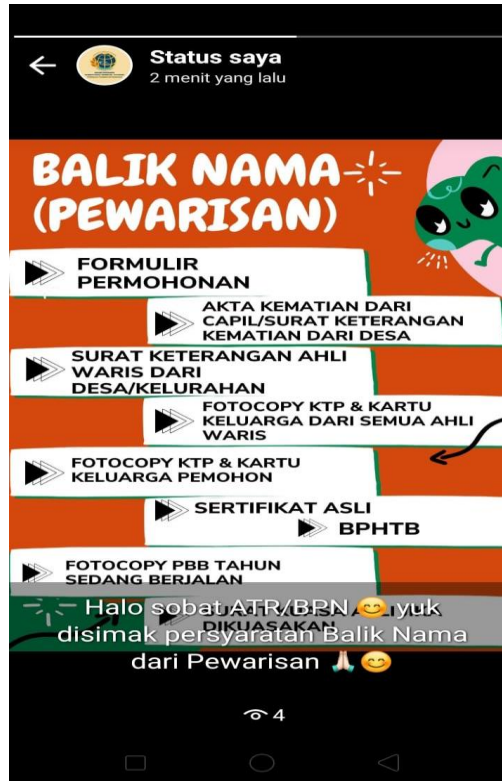 Status saya
2 menit yang lalu
BALIK NAMA
(PEWARISAN)
FORMULIR
PERMOHONAN
AKTA KEMATIAN DARI
CAPIL/SURAT KETERANGAN
KEMATIAN DARI DESA
SURAT KETERANGAN AHLI
WARIS DARI
DESA/KELURAHAN
FOTOCOPY KTP & KARTU
KELUARGA DARI SEMUA AHLI
WARIS
FOTOCOPY KTP & KARTU
KELUARGA PEMOHON
SERTIFIKAT ASLI
BPHTB
FOTOCOPY PBB TAHUN
SEDANG BERJALAN
DIKUASAKAN
Halo sobat ATR/BPN 😊 yuk
disimak persyaratan Balik Nama
dari Pewarisan 🙏🏻😊
4